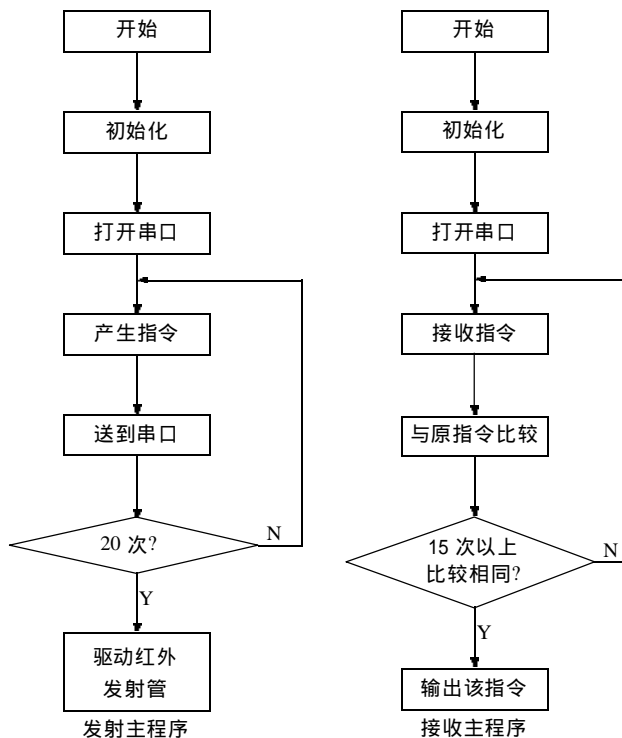 开始
初始化
打开串口
产生指令
送到串口
20 次?
N
Y
驱动红外
发射管
发射主程序
开始
初始化
打开串口
接收指令
与原指令比较
15 次以上
比较相同?
N
Y
输出该指令
接收主程序